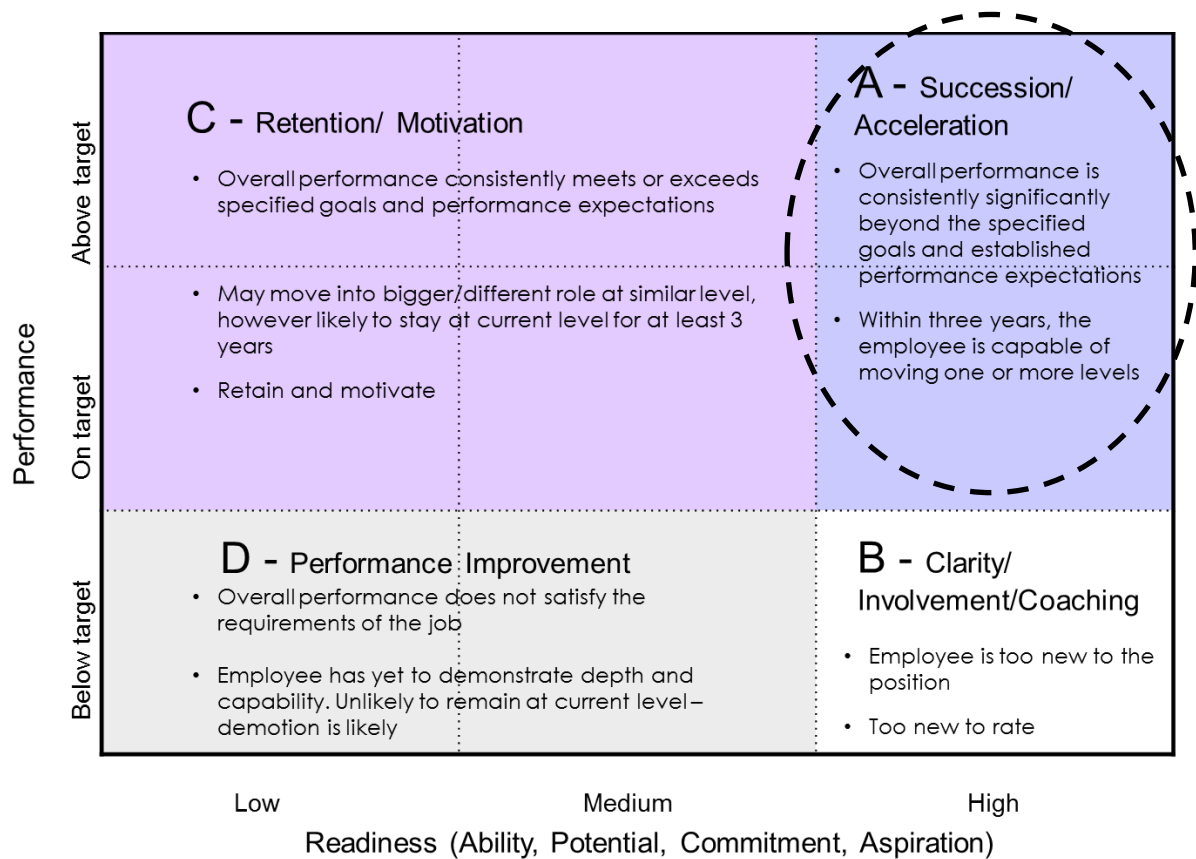 C - Retention/ Motivation
• Overall performance consistently meets or exceeds
specified goals and performance expectations
• May move into bigger/different role at similar level,
however likely to stay at current level for at least 3
years
• Retain and motivate
A - Succession/
Acceleration
• Overall performance is
consistently significantly
beyond the specified
goals and established
performance expectations
• Within three years, the
employee is capable of
moving one or more levels
D - Performance Improvement
• Overall performance does not satisfy the
requirements of the job
• Employee has yet to demonstrate depth and
capability. Unlikely to remain at current level –
demotion is likely
B - Clarity/
Involvement/Coaching
• Employee is too new to the
position
• Too new to rate
Performance
Above target
On target
Below target
Low
Medium
High
Readiness (Ability, Potential, Commitment, Aspiration)